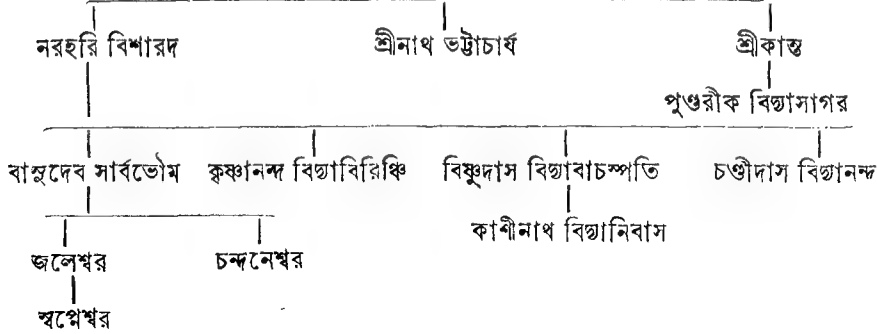 নরহরি বিশারদ শ্রীনাথ ভট্টাচার্য শ্রীকান্ত
পুণ্ডরীক বিদ্যাসাগর
বাসুদেব সার্বভৌম কৃষ্ণানন্দ বিদ্যাবিরিঞ্চি বিষ্ণুদাস বিদ্যাবাচস্পতি চণ্ডীদাস বিদ্যানন্দ
কাশীনাথ বিদ্যানিবাস
জলেশ্বর চন্দনেশ্বর
স্বপ্নেশ্বর